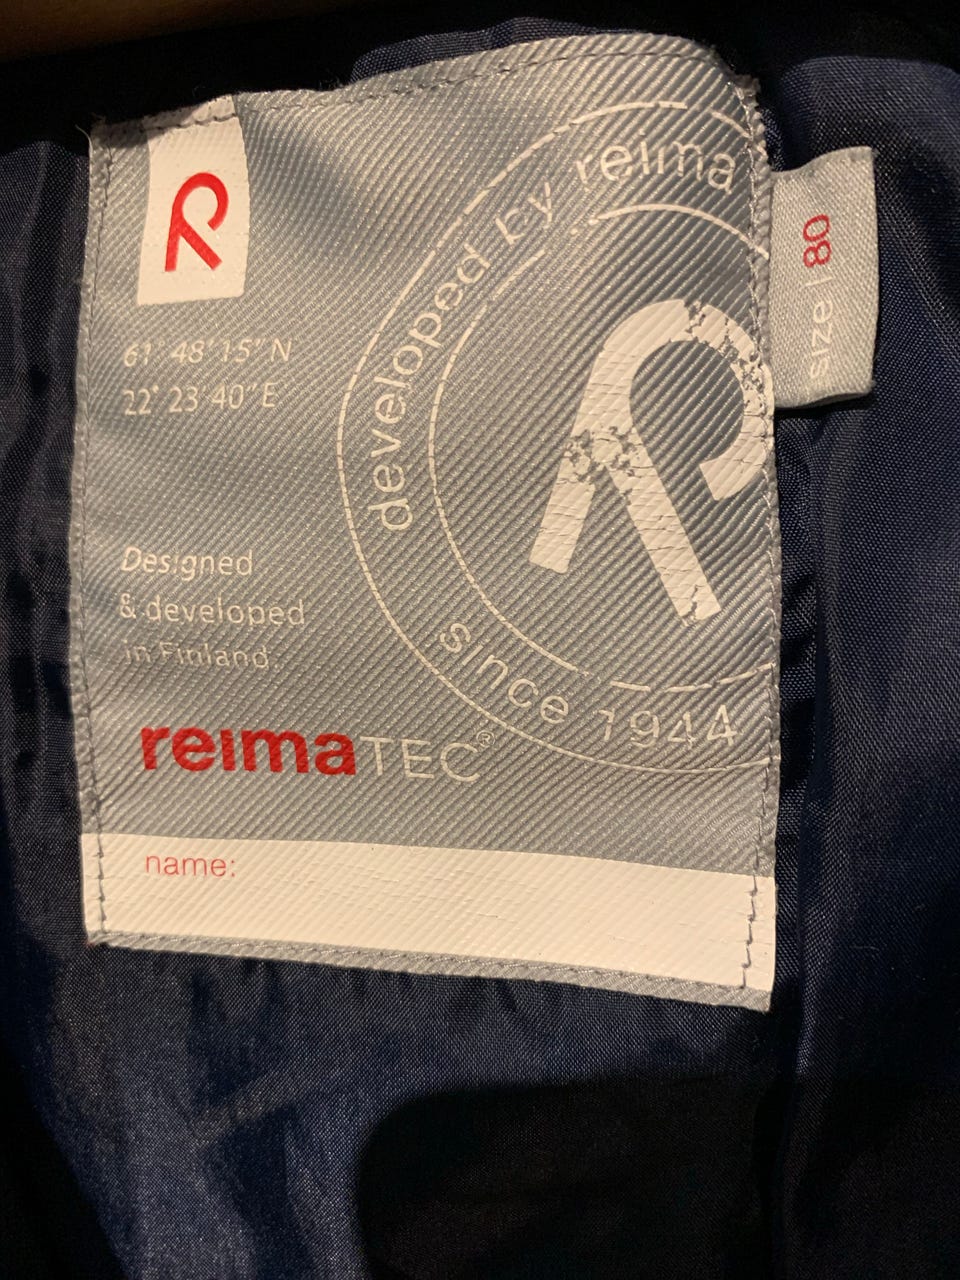 R
61° 48' 15" N
22° 23' 40" E
developed by reima
since 1944
R
size | 80
Designed
& developed
in Finland.
reimaTEC®
name: